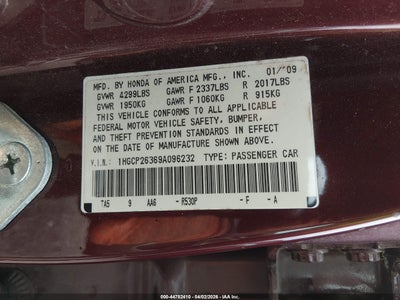 MFD. BY HONDA OF AMERICA MFG., INC. 01/'09
GVWR 4299LBS GAWR F 2337LBS R 2017LBS
GVWR 1950KG GAWR F 1060KG R 915KG
THIS VEHICLE CONFORMS TO ALL APPLICABLE
FEDERAL MOTOR VEHICLE SAFETY, BUMPER,
AND THEFT PREVENTION STANDARDS IN EFFECT
ON THE DATE OF MANUFACTURE SHOWN ABOVE.
V.I.N.: 1HGCP26369A096232 TYPE: PASSENGER CAR
TA5 9 AA6 -R530P -F -A
000-44752410 - 04/02/2026 - IAA Inc.